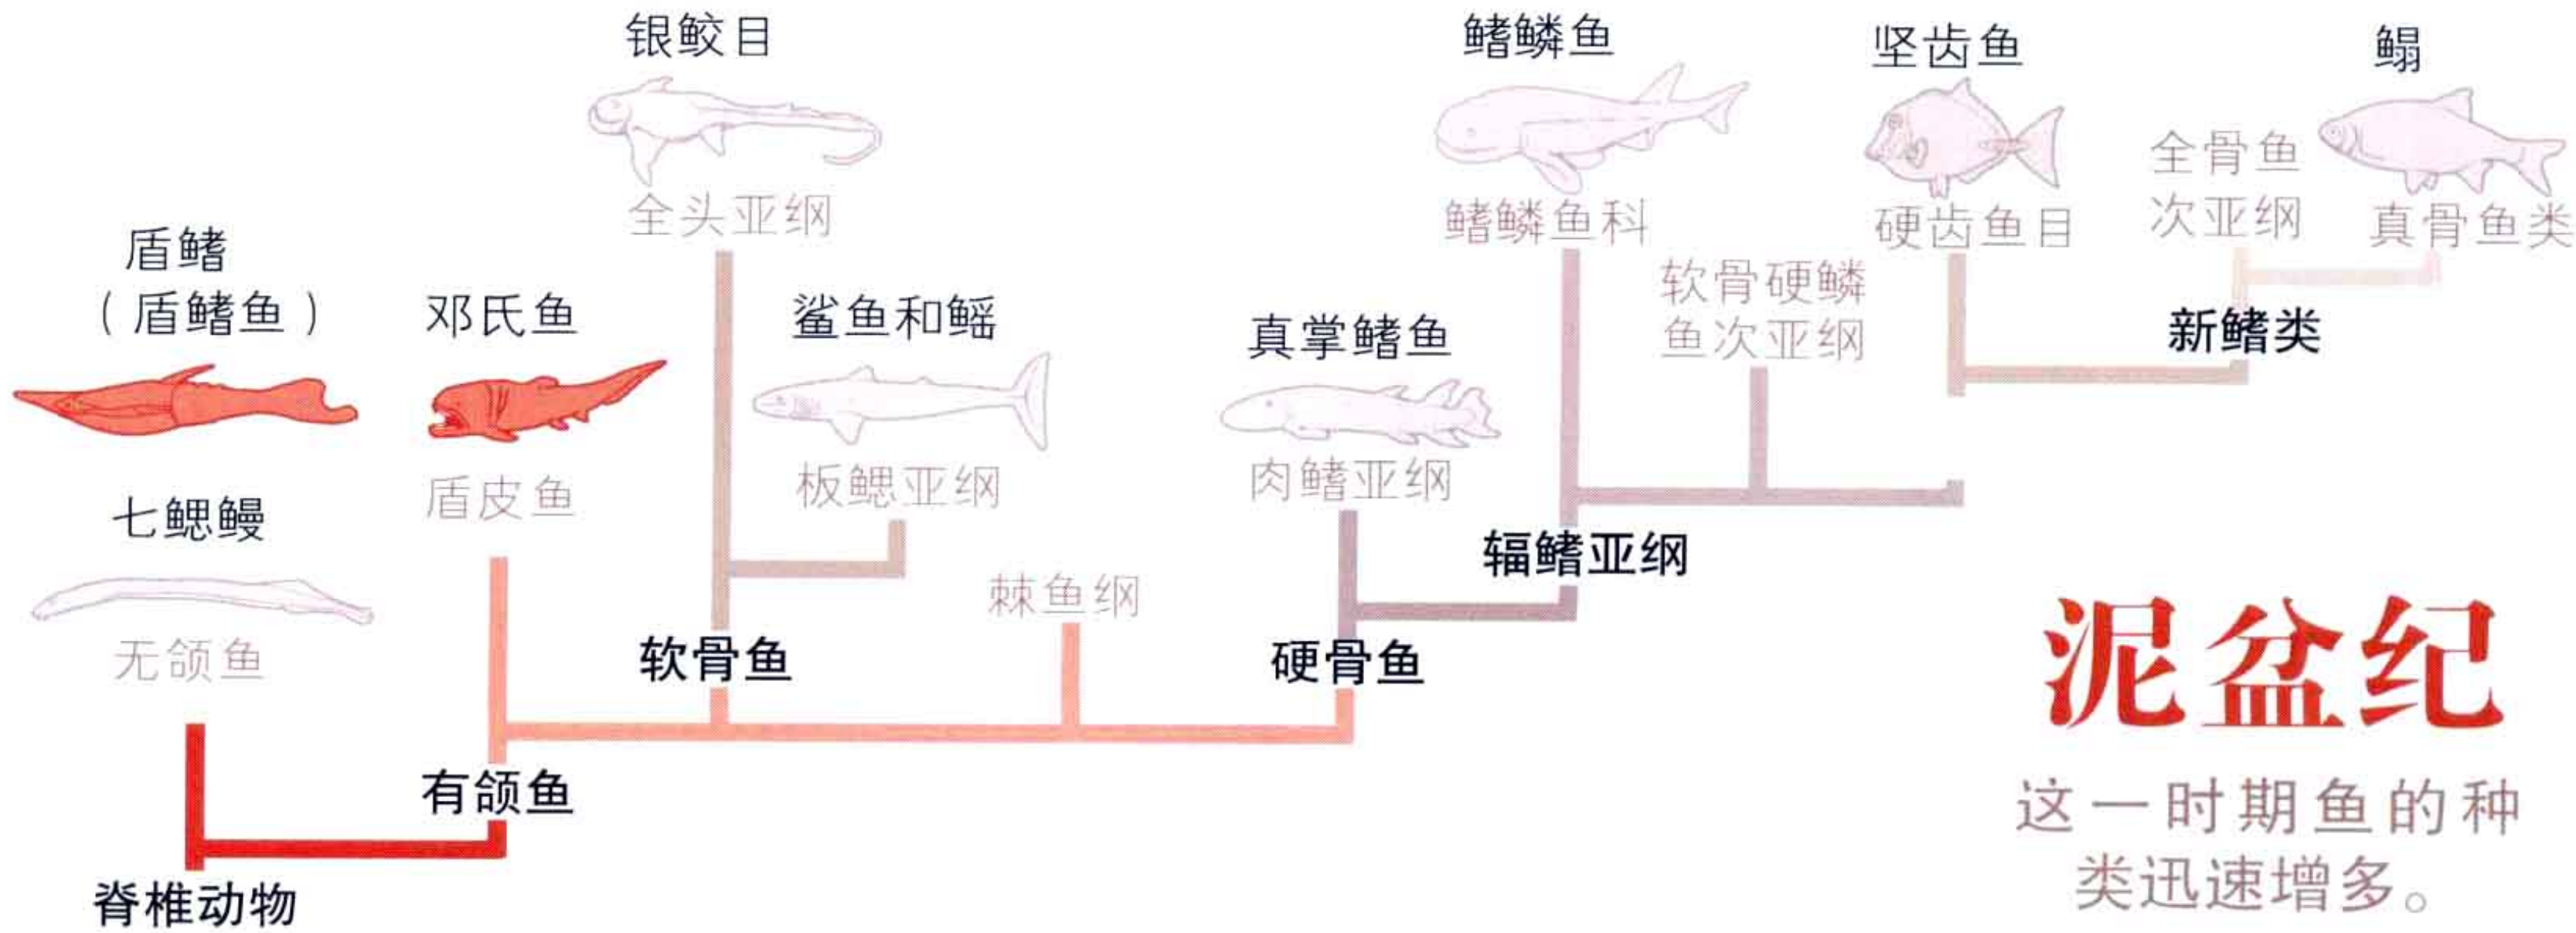 银鲛目
鳍鳞鱼
坚齿鱼
鳎
全骨鱼
次亚纲
全头亚纲
鳍鳞鱼科
硬齿鱼目
真骨鱼类
盾鳍
（盾鳍鱼）
邓氏鱼
鲨鱼和鳐
真掌鳍鱼
软骨硬鳞
鱼次亚纲
新鳍类
七鳃鳗
盾皮鱼
板鳃亚纲
肉鳍亚纲
辐鳍亚纲
棘鱼纲
无颌鱼
软骨鱼
硬骨鱼
有颌鱼
脊椎动物
泥盆纪
这一时期鱼的种
类迅速增多。